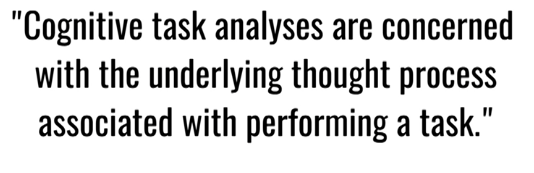 "Cognitive task analyses are concerned
with the underlying thought process
associated with performing a task."